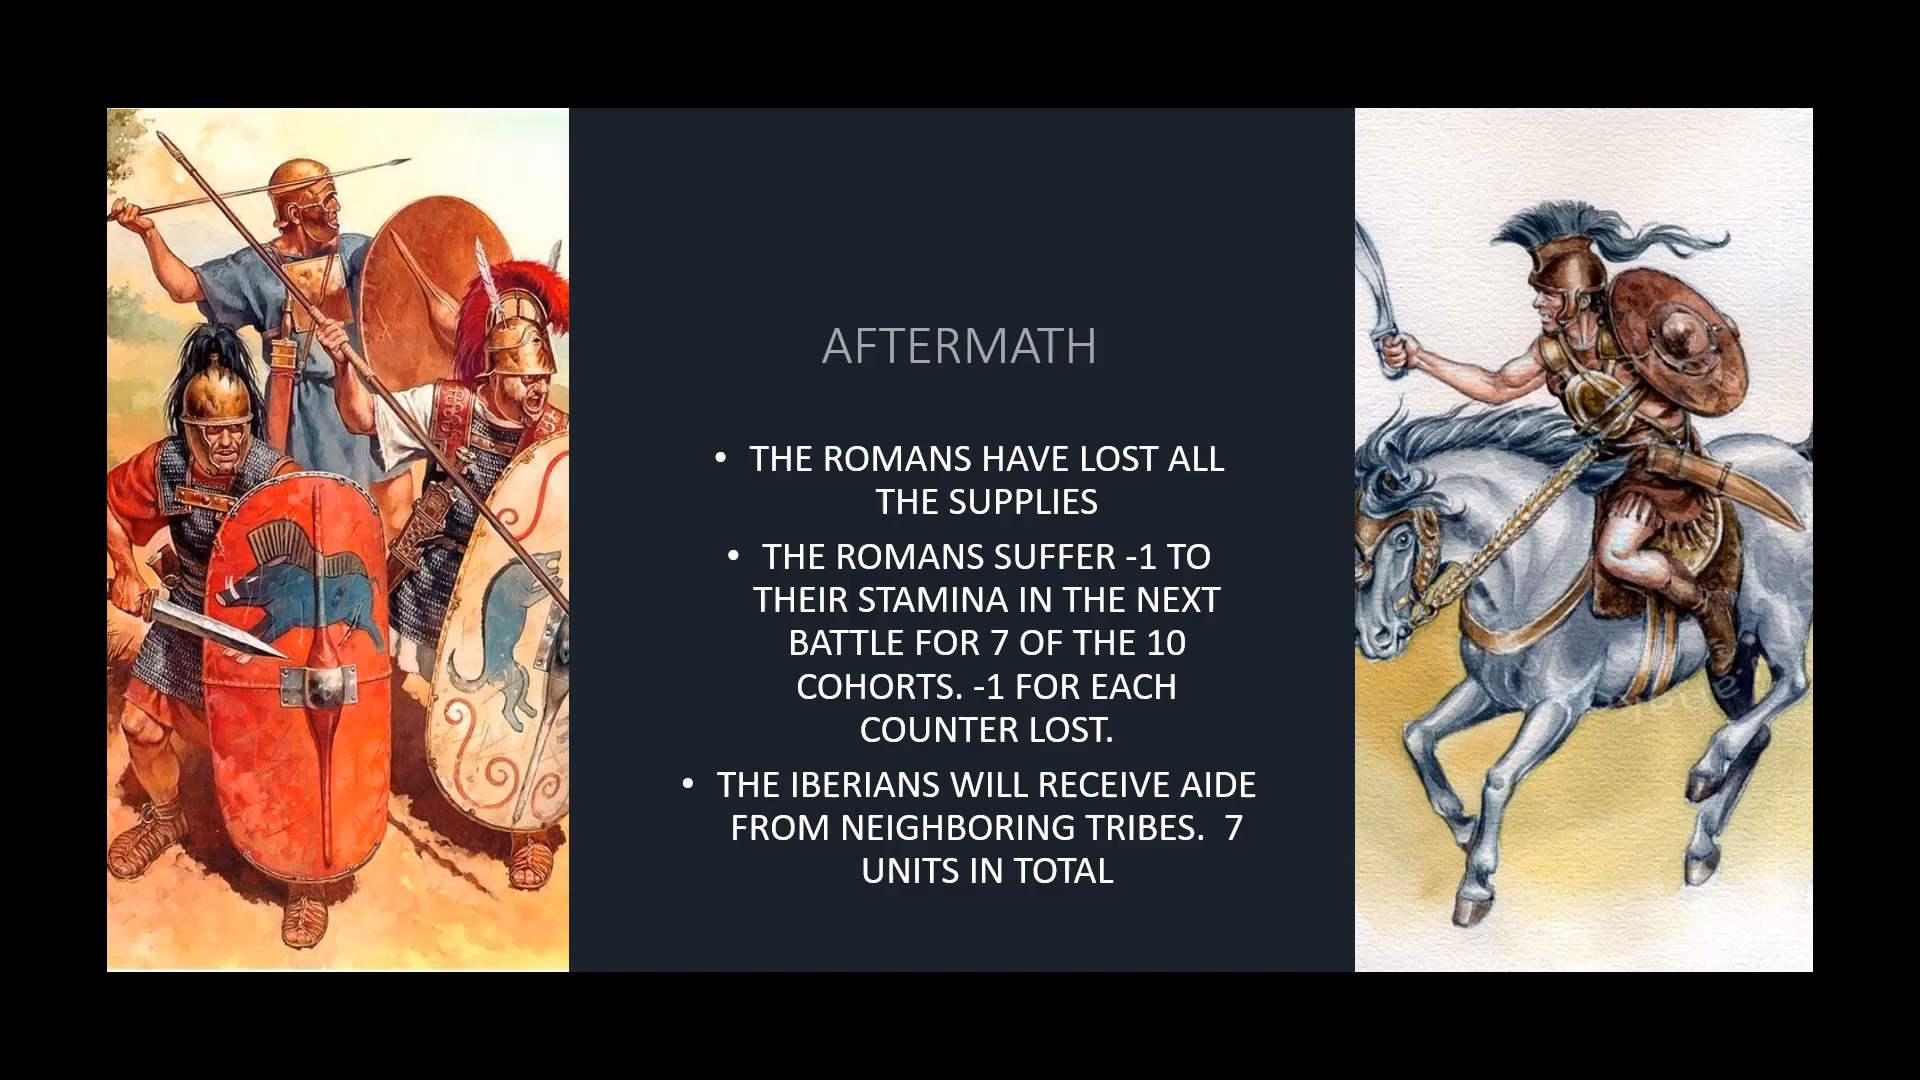 AFTERMATH
• THE ROMANS HAVE LOST ALL
THE SUPPLIES
• THE ROMANS SUFFER -1 TO
THEIR STAMINA IN THE NEXT
BATTLE FOR 7 OF THE 10
COHORTS. -1 FOR EACH
COUNTER LOST.
• THE IBERIANS WILL RECEIVE AIDE
FROM NEIGHBORING TRIBES.  7
UNITS IN TOTAL